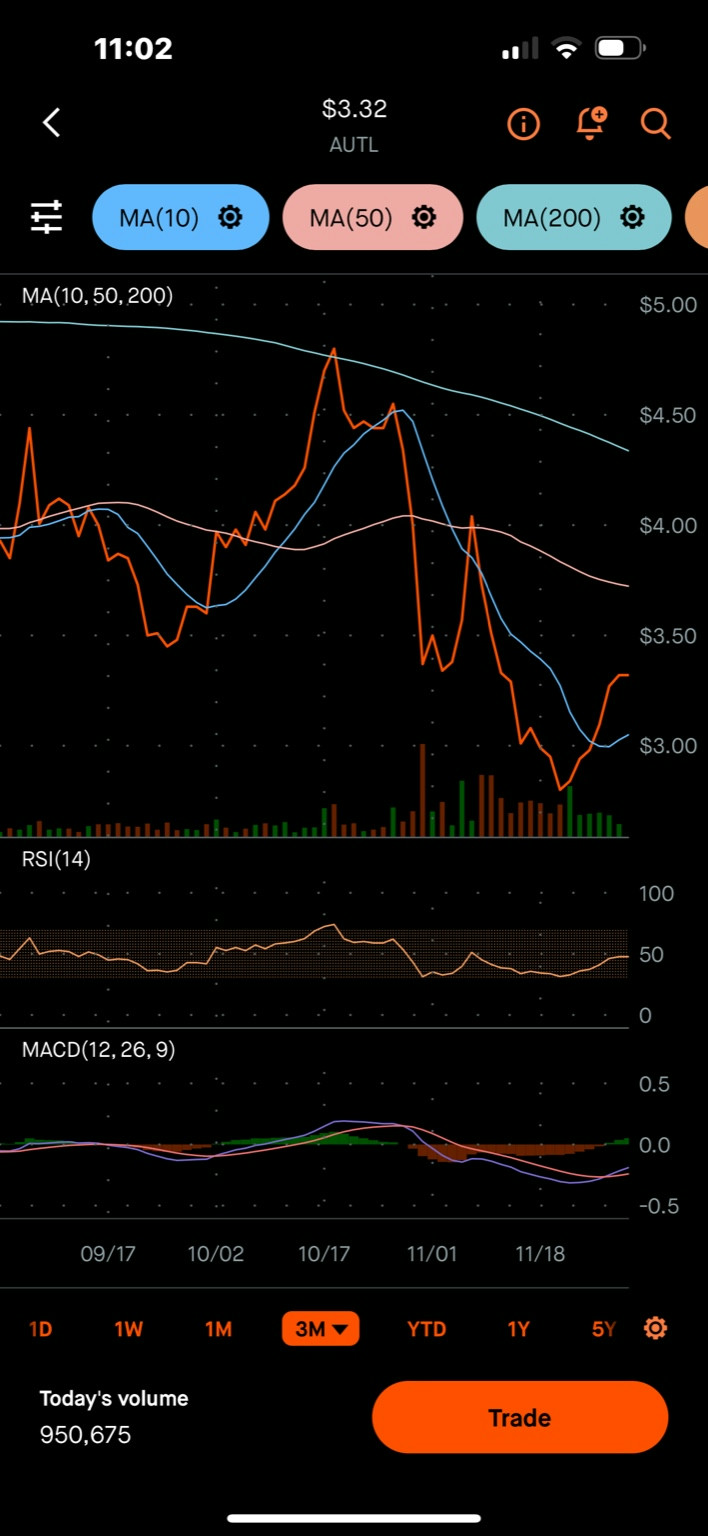 11:02
$3.32
AUTL
MA(10) MA(50) MA(200)
MA(10,50,200)
$5.00
$4.50
$4.00
$3.50
$3.00
RSI(14)
100
50
0
MACD(12,26,9)
0.5
0.0
-0.5
09/17 10/02 10/17 11/01 11/18
1D 1W 1M 3M YTD 1Y 5Y
Today's volume
950,675
Trade